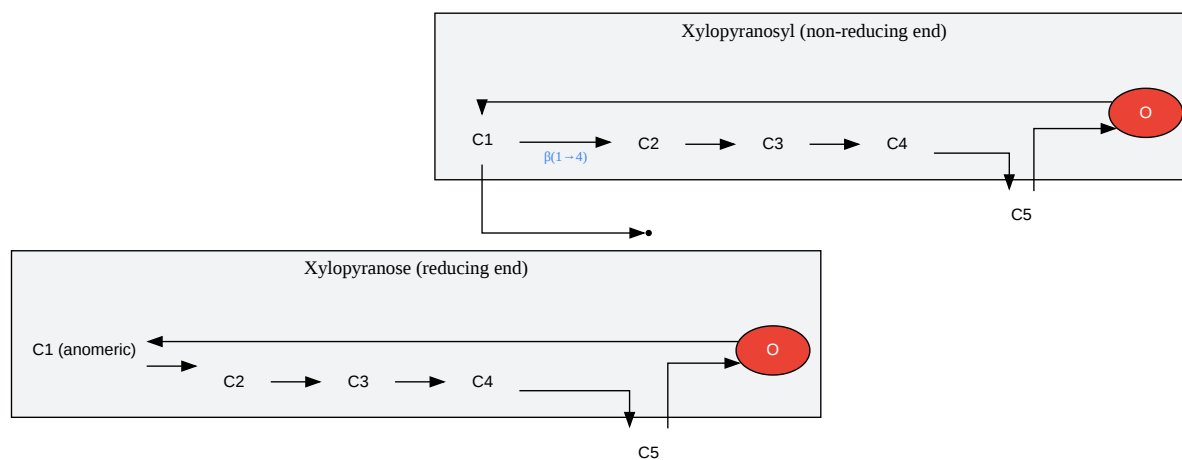 Xylopyranosyl (non-reducing end)
O
C1
C2
C3
C4
β(1→4)
C5
Xylopyranose (reducing end)
C1 (anomeric)
O
C2
C3
C4
C5